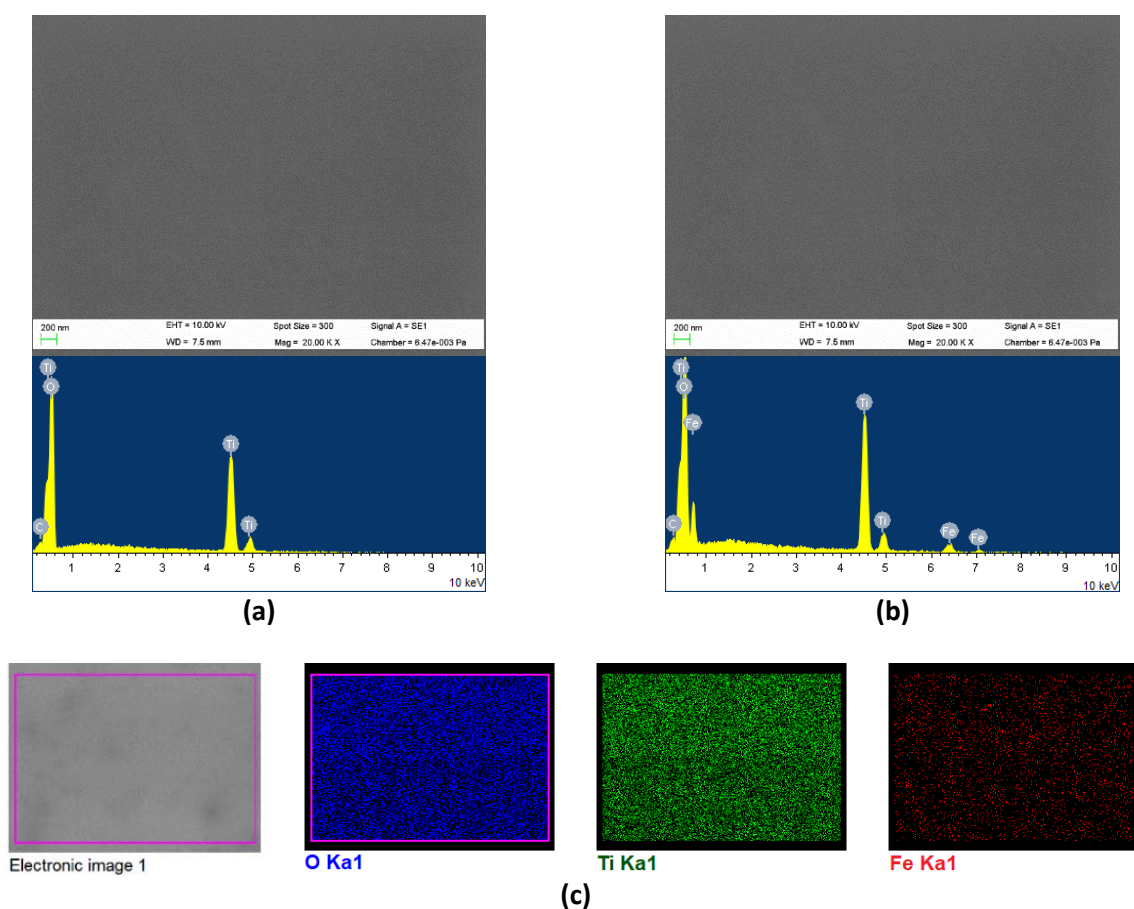 200 nm
EHT = 10.00 kV Spot Size = 300 Signal A = SE1
WD = 7.5 mm Mag = 20.00 K X Chamber = 6.47e-003 Pa
Ti
O
C
Ti
Ti
1 2 3 4 5 6 7 8 9 10
10 keV
(a)
200 nm
EHT = 10.00 kV Spot Size = 300 Signal A = SE1
WD = 7.5 mm Mag = 20.00 K X Chamber = 6.47e-003 Pa
Ti
O
Fe
C
Ti
Ti
Fe
Fe
1 2 3 4 5 6 7 8 9 10
10 keV
(b)
Electronic image 1
O Ka1
Ti Ka1
Fe Ka1
(c)